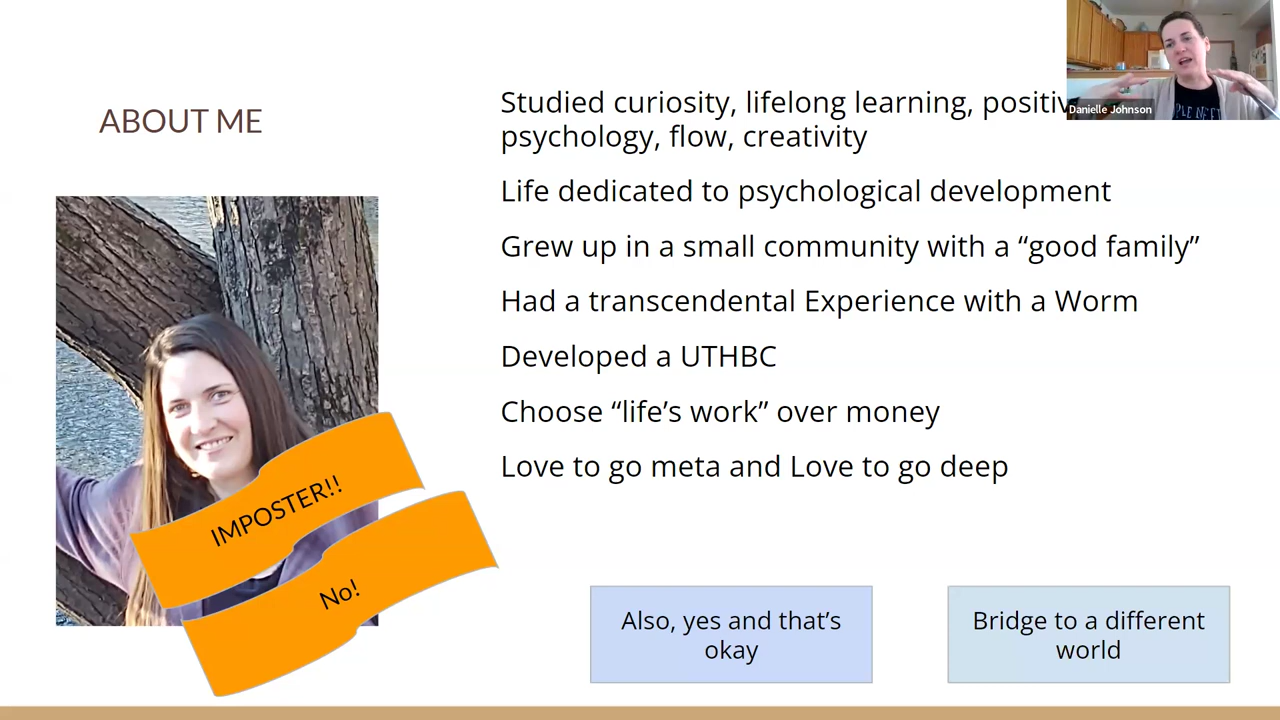 ABOUT ME
Studied curiosity, lifelong learning,
psychology, flow, creativity
Life dedicated to psychological development
Grew up in a small community with a “good family”
Had a transcendental Experience with a Worm
Developed a UTHBC
Choose “life’s work” over money
Love to go meta and Love to go deep
IMPOSTER!!
No!
Also, yes and that’s
okay
Bridge to a different
world
Danielle Johnson